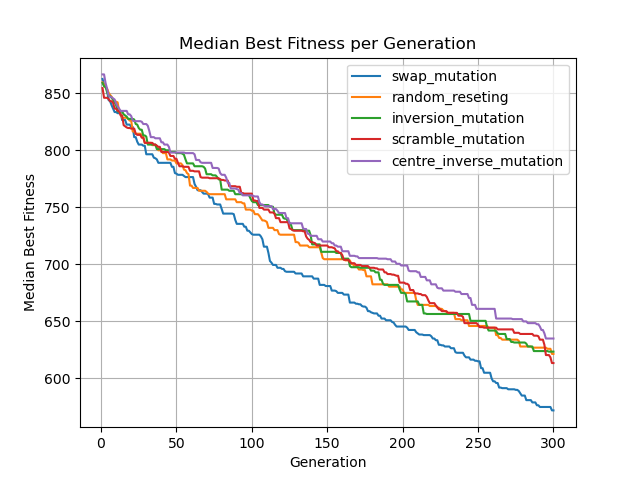 Median Best Fitness per Generation
swap_mutation
random_reseting
inversion_mutation
scramble_mutation
centre_inverse_mutation
Median Best Fitness
850
800
750
700
650
600
0 50 100 150 200 250 300
Generation